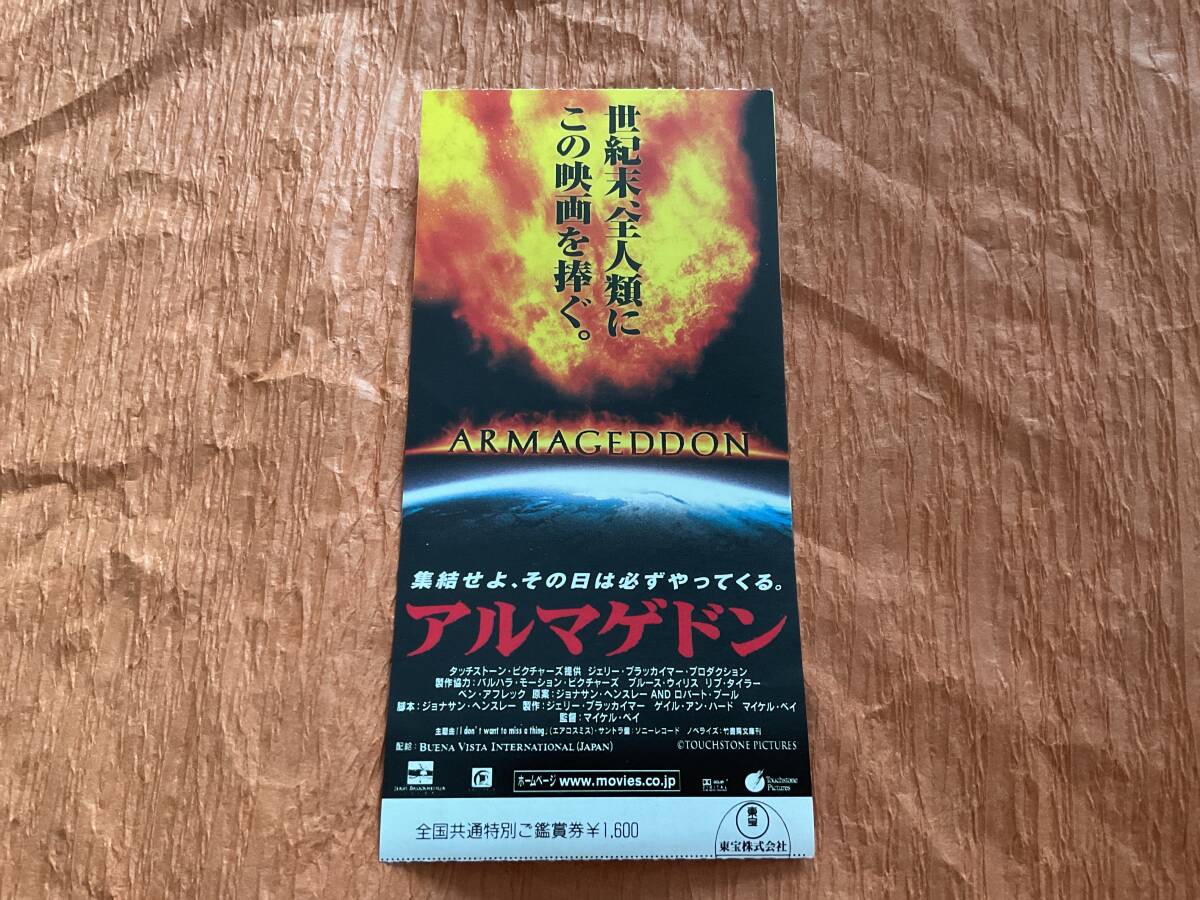 世紀末、全人類に
この映画を捧ぐ。
ARMAGEDDON
集結せよ、その日は必ずやってくる。
アルマゲドン
タッチストーン・ピクチャーズ提供 ジェリー・ブラッカイマー・プロダクション
製作協力:バルハラ・モーション・ピクチャーズ ブルース・ウィリス リブ・タイラー
ベン・アフレック 原案:ジョナサン・ヘンズレー AND ロバート・プール
脚本:ジョナサン・ヘンズレー 製作:ジェリー・ブラッカイマー ゲイル・アン・ハード マイケル・ベイ
監督:マイケル・ベイ
主題曲「I don't want to miss a thing」(エアロスミス)・サントラ盤:ソニーレコード ノベライズ:竹書房文庫刊
配給:BUENA VISTA INTERNATIONAL (JAPAN) ©TOUCHSTONE PICTURES
ホームページ www.movies.co.jp
DIGITAL
Touchstone
Pictures
全国共通特別ご鑑賞券¥1,600
東宝
東宝株式会社